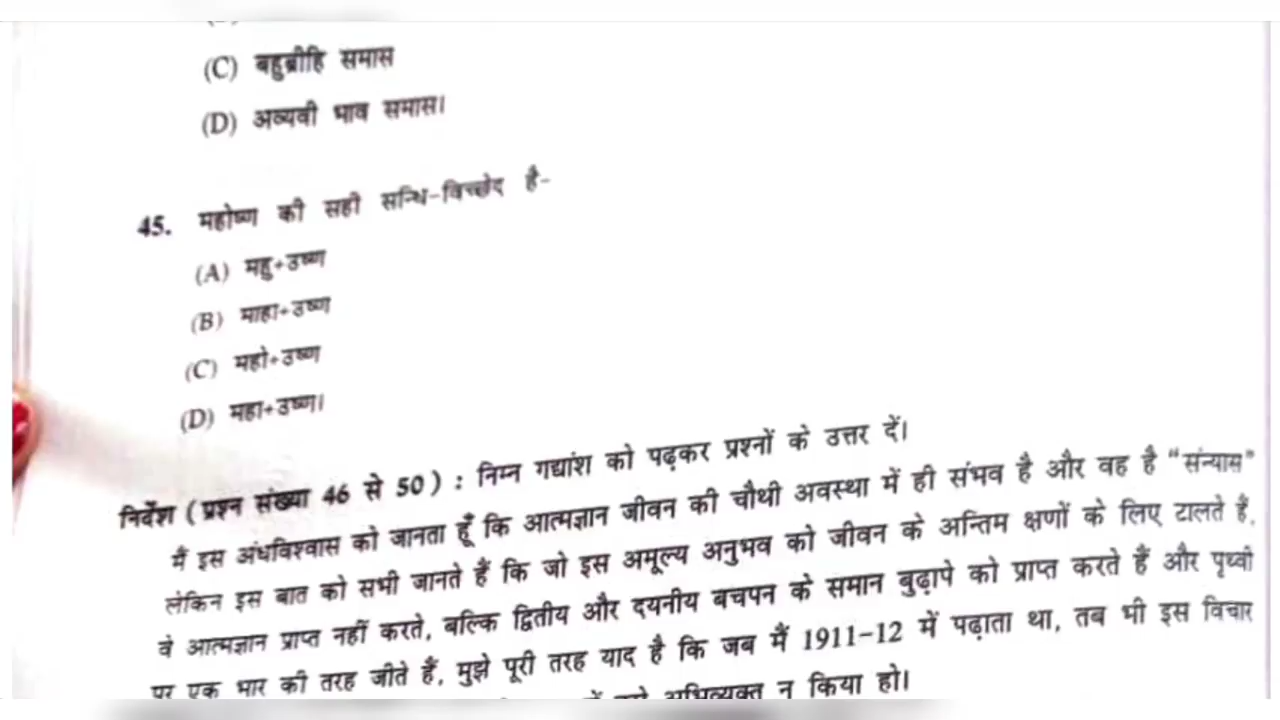 (C) बहुब्रीहि समास
(D) अव्यवी भाव समास।
45. महोष्ण की सही सन्धि-विच्छेद है-
(A) महु+उष्ण
(B) माहा+उष्ण
(C) महो+उष्ण
(D) महा+उष्ण।
निर्देश ( प्रश्न संख्या 46 से 50 ) : निम्न गद्यांश को पढ़कर प्रश्नों के उत्तर दें।
मैं इस अंधविश्वास को जानता हूँ कि आत्मज्ञान जीवन की चौथी अवस्था में ही संभव है और वह है "संन्यास"
लेकिन इस बात को सभी जानते हैं कि जो इस अमूल्य अनुभव को जीवन के अन्तिम क्षणों के लिए टालते हैं,
वे आत्मज्ञान प्राप्त नहीं करते, बल्कि द्वितीय और दयनीय बचपन के समान बुढ़ापे को प्राप्त करते हैं और पृथ्वी
पर एक भार की तरह जीते हैं, मुझे पूरी तरह याद है कि जब मैं 1911-12 में पढ़ाता था, तब भी इस विचार
अभिव्यक्त न किया हो।